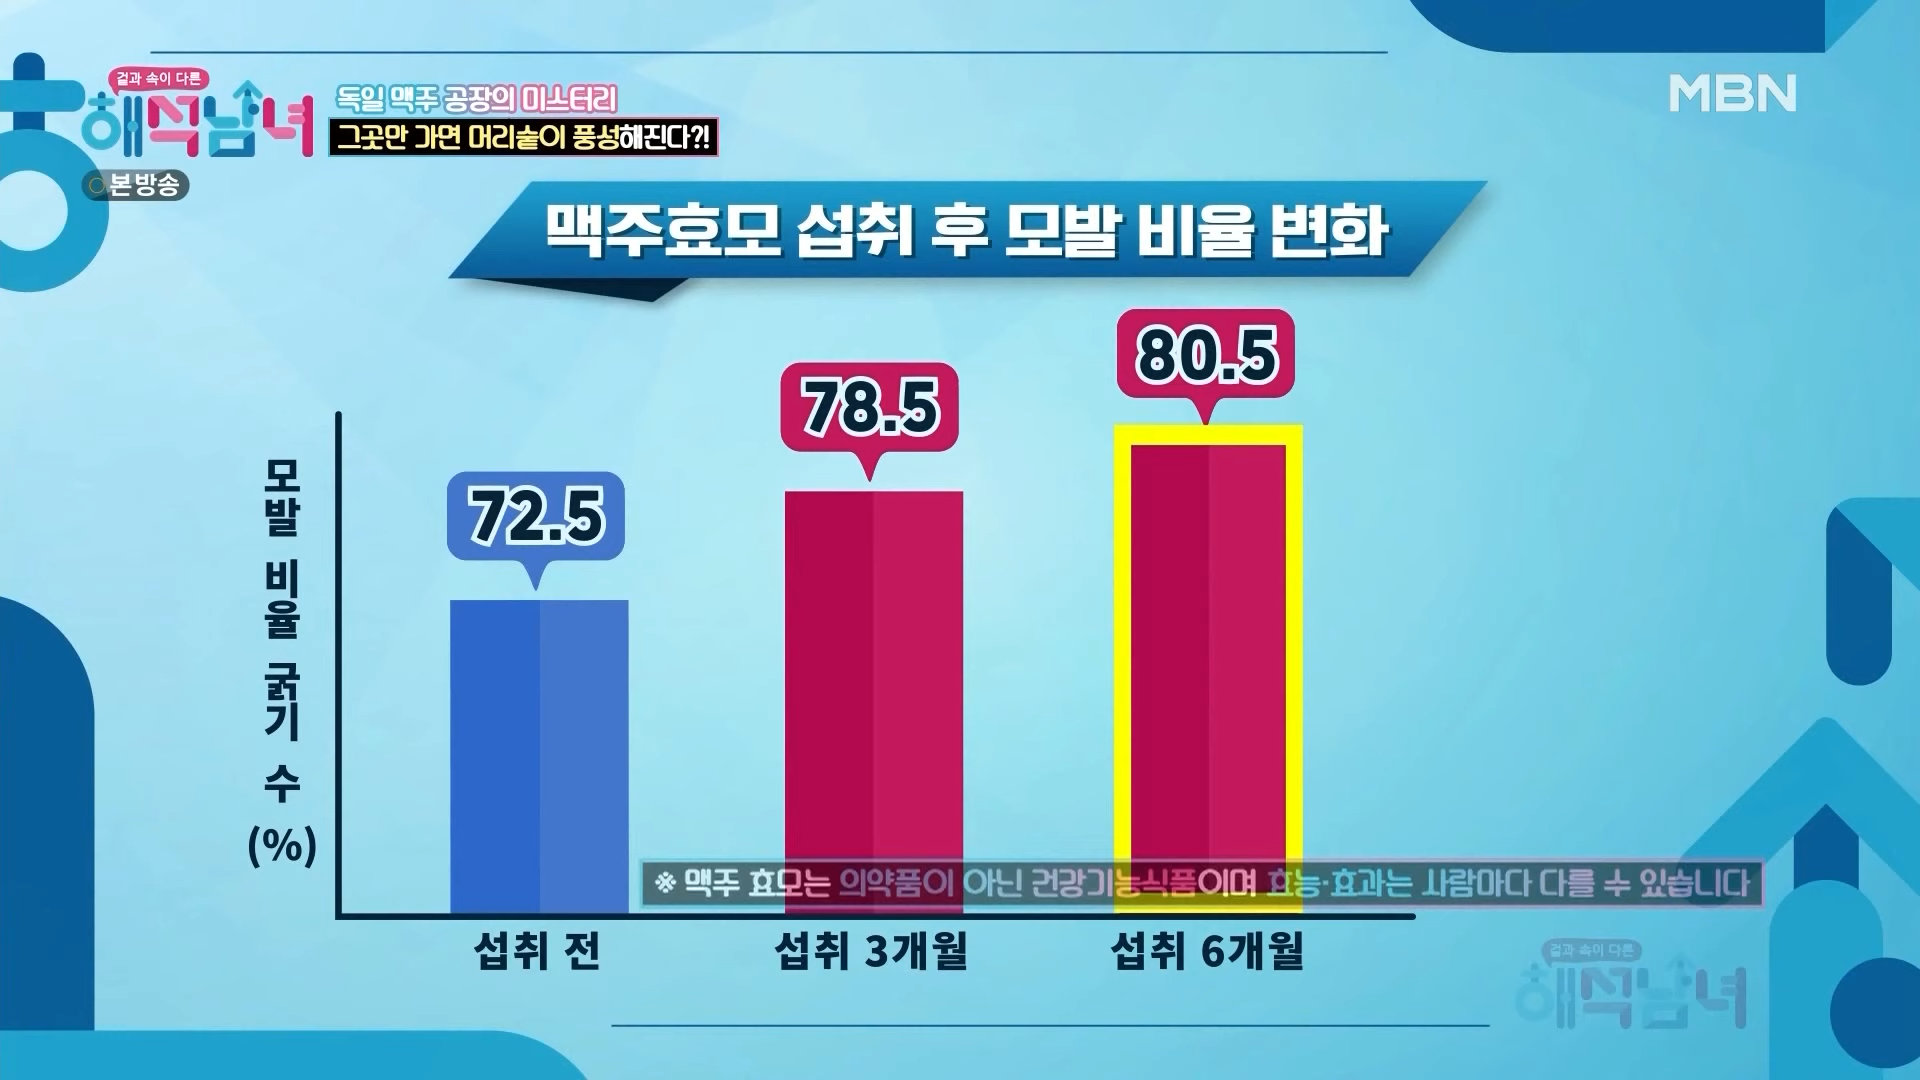 겉과 속이 다른
해석남녀
독일 맥주 공장의 미스터리
그곳만 가면 머리숱이 풍성해진다?!
본방송
MBN
맥주효모 섭취 후 모발 비율 변화
모발 비율 굵기 수 (%)
72.5
78.5
80.5
※ 맥주 효모는 의약품이 아닌 건강기능식품이며 효능·효과는 사람마다 다를 수 있습니다
섭취 전
섭취 3개월
섭취 6개월
겉과 속이 다른
해석남녀